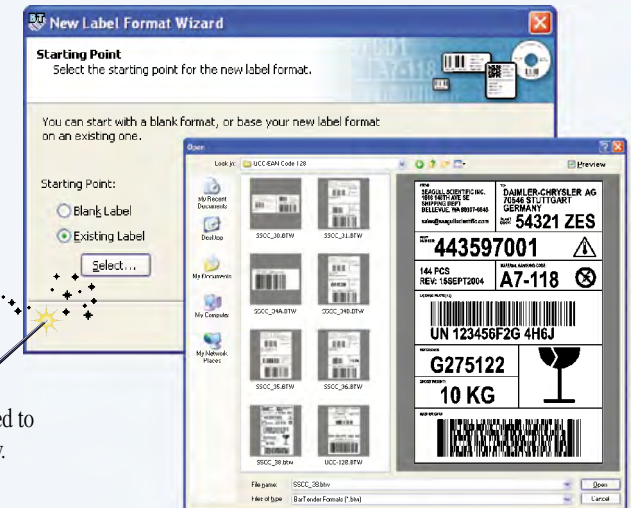 New Label Format Wizard
Starting Point
Select the starting point for the new label format.
You can start with a blank format, or base your new label format
on an existing one.
Starting Point:
Blank Label
Existing Label
Select...
Open
Look in:
UCC-EAN Code 128
Preview
My Recent
Documents
Desktop
My Documents
My Computer
My Network
Places
SSCC_30.BTW
SSCC_31.BTW
SSCC_34A.BTW
SSCC_34B.BTW
SSCC_35.BTW
SSCC_36.BTW
SSCC_38.btw
UCC-128.BTW
File name:
SSCC_38.btw
Open
Files of type
BarTender Formats (*.btw)
Cancel
SEAGULL SCIENTIFIC INC.
SHIPPING DEPT
BELLEVUE, WA
sales@seagullscientific.com
DAIMLER-CHRYSLER AG
70546 STUTTGART
GERMANY
54321 ZES
443597001
144 PCS
REV: 15SEPT2004
A7-118
UN 123456F2G 4H6J
G275122
10 KG
ed to
y.